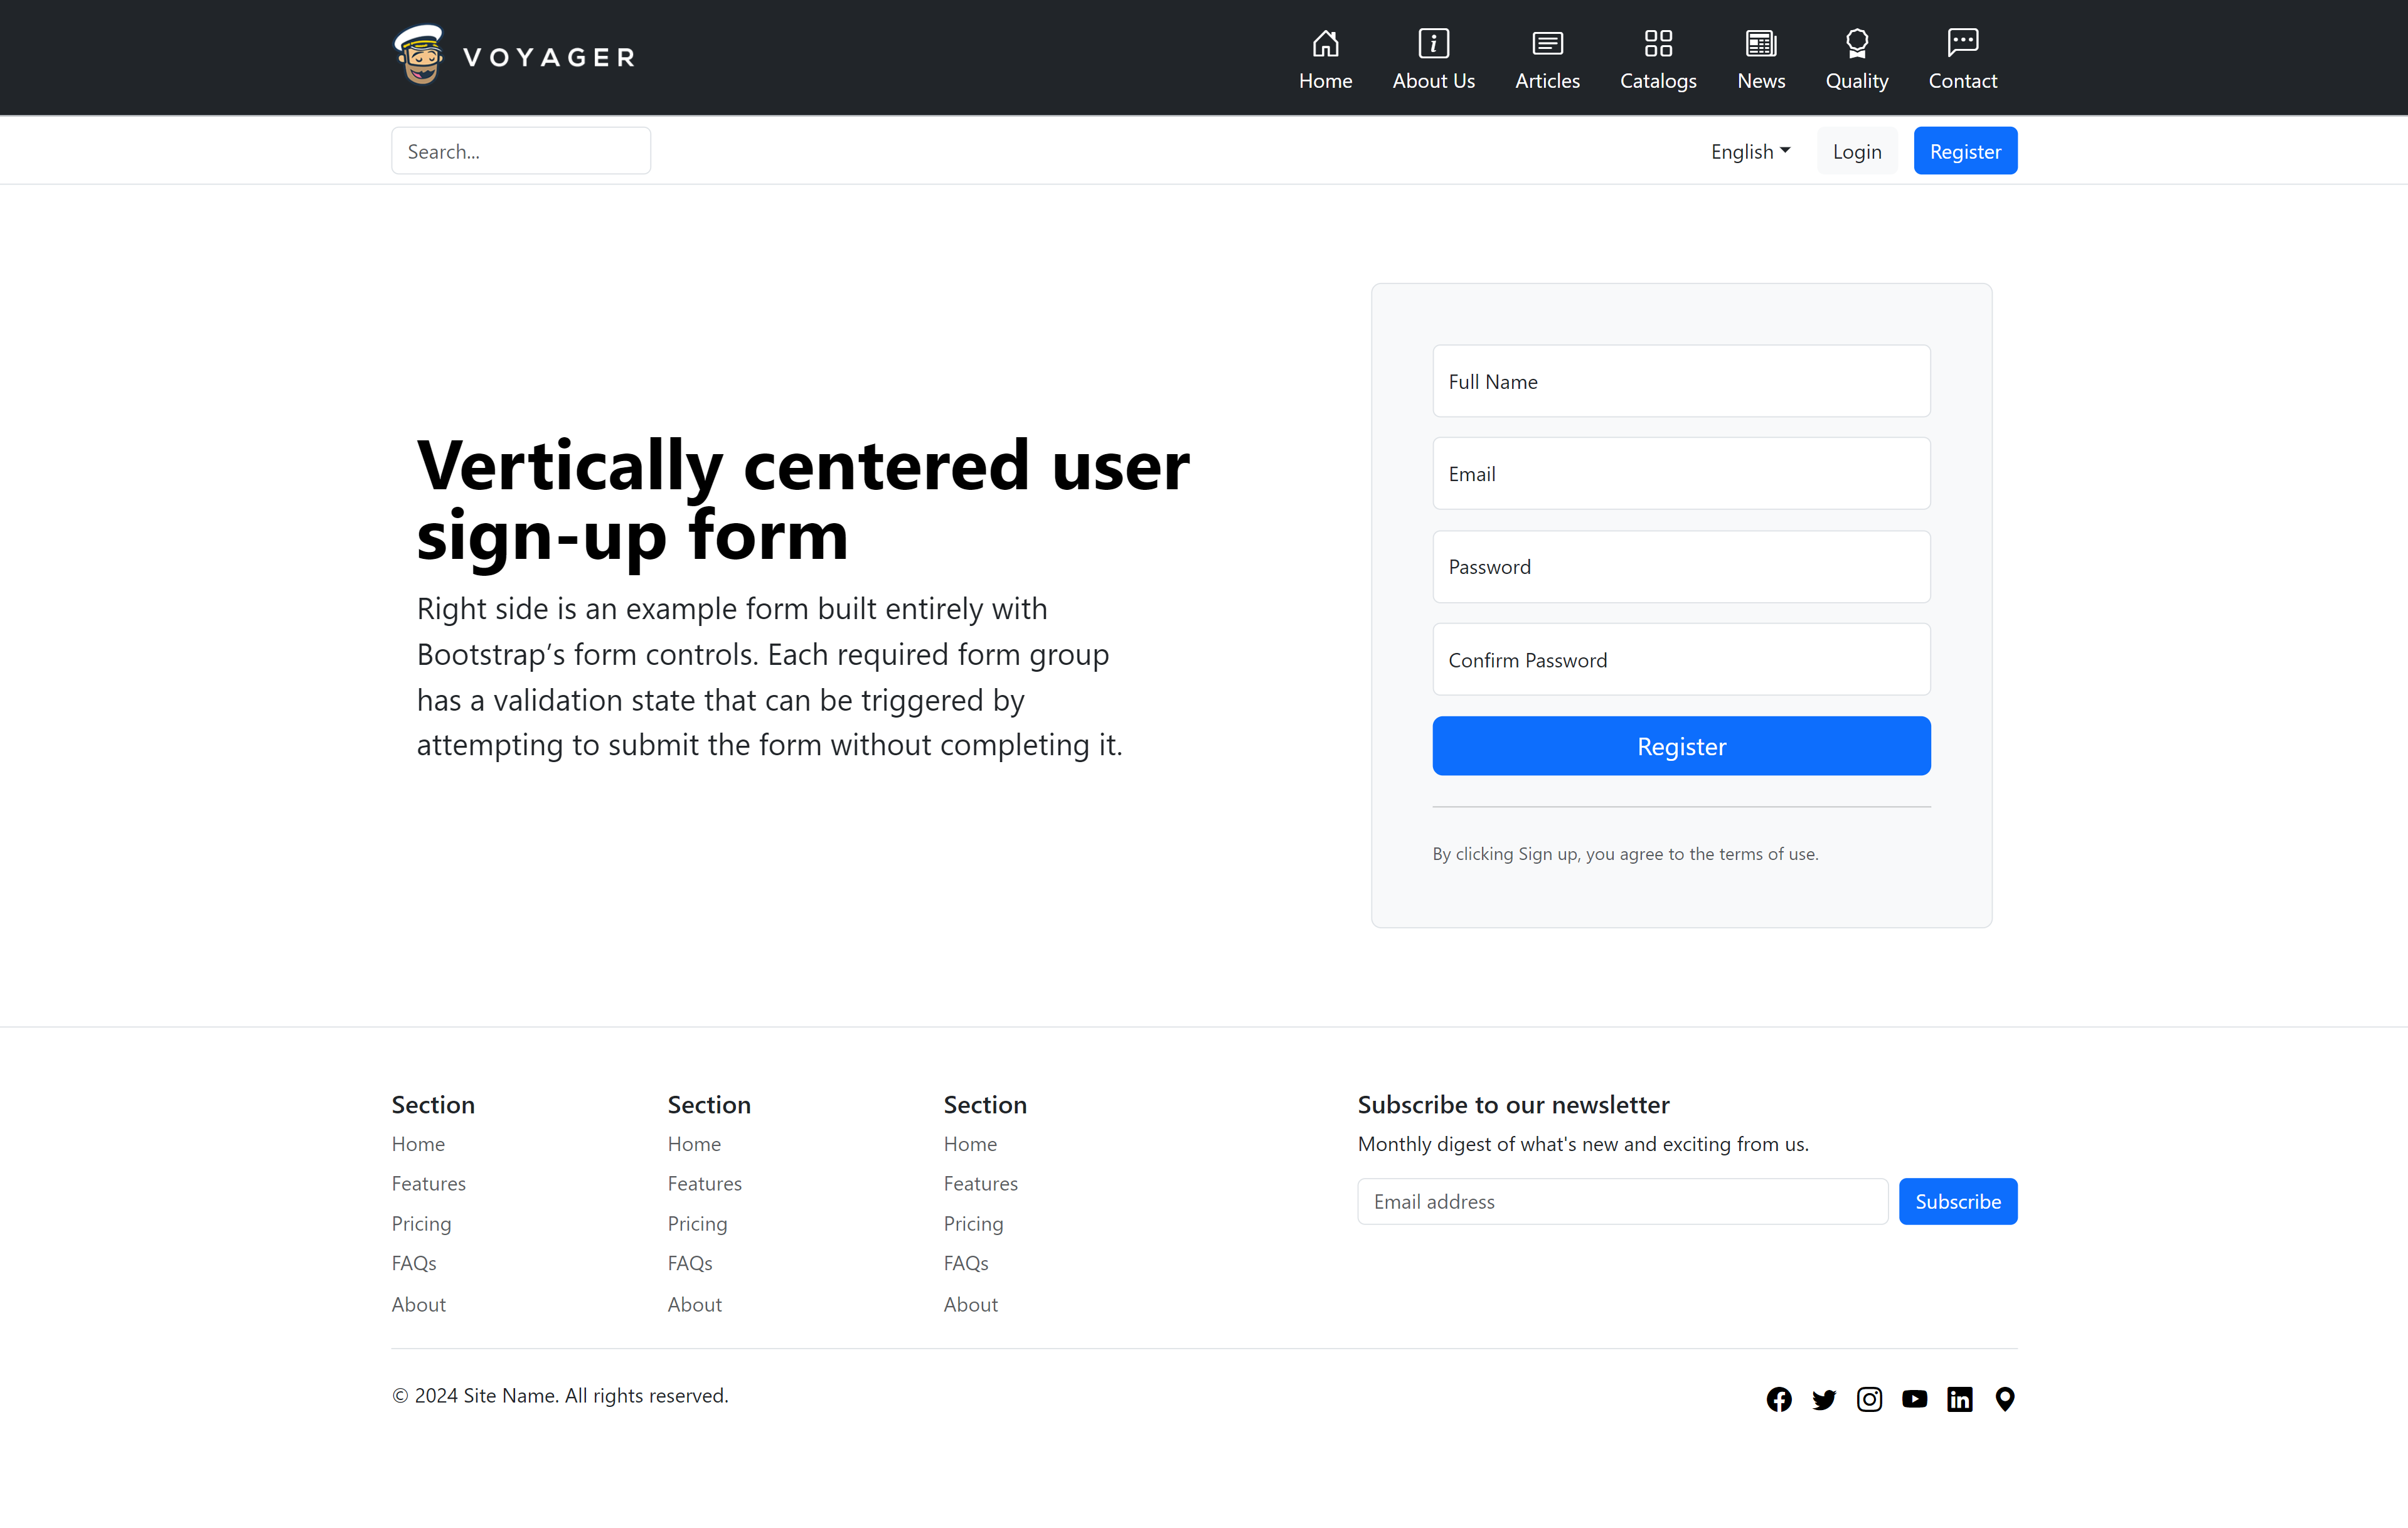 VOYAGER
Home About Us Articles Catalogs News Quality Contact
Search...
English Login Register
Vertically centered user
sign-up form
Right side is an example form built entirely with
Bootstrap’s form controls. Each required form group
has a validation state that can be triggered by
attempting to submit the form without completing it.
Full Name
Email
Password
Confirm Password
Register
By clicking Sign up, you agree to the terms of use.
Section
Home
Features
Pricing
FAQs
About
Section
Home
Features
Pricing
FAQs
About
Section
Home
Features
Pricing
FAQs
About
Subscribe to our newsletter
Monthly digest of what's new and exciting from us.
Email address Subscribe
© 2024 Site Name. All rights reserved.